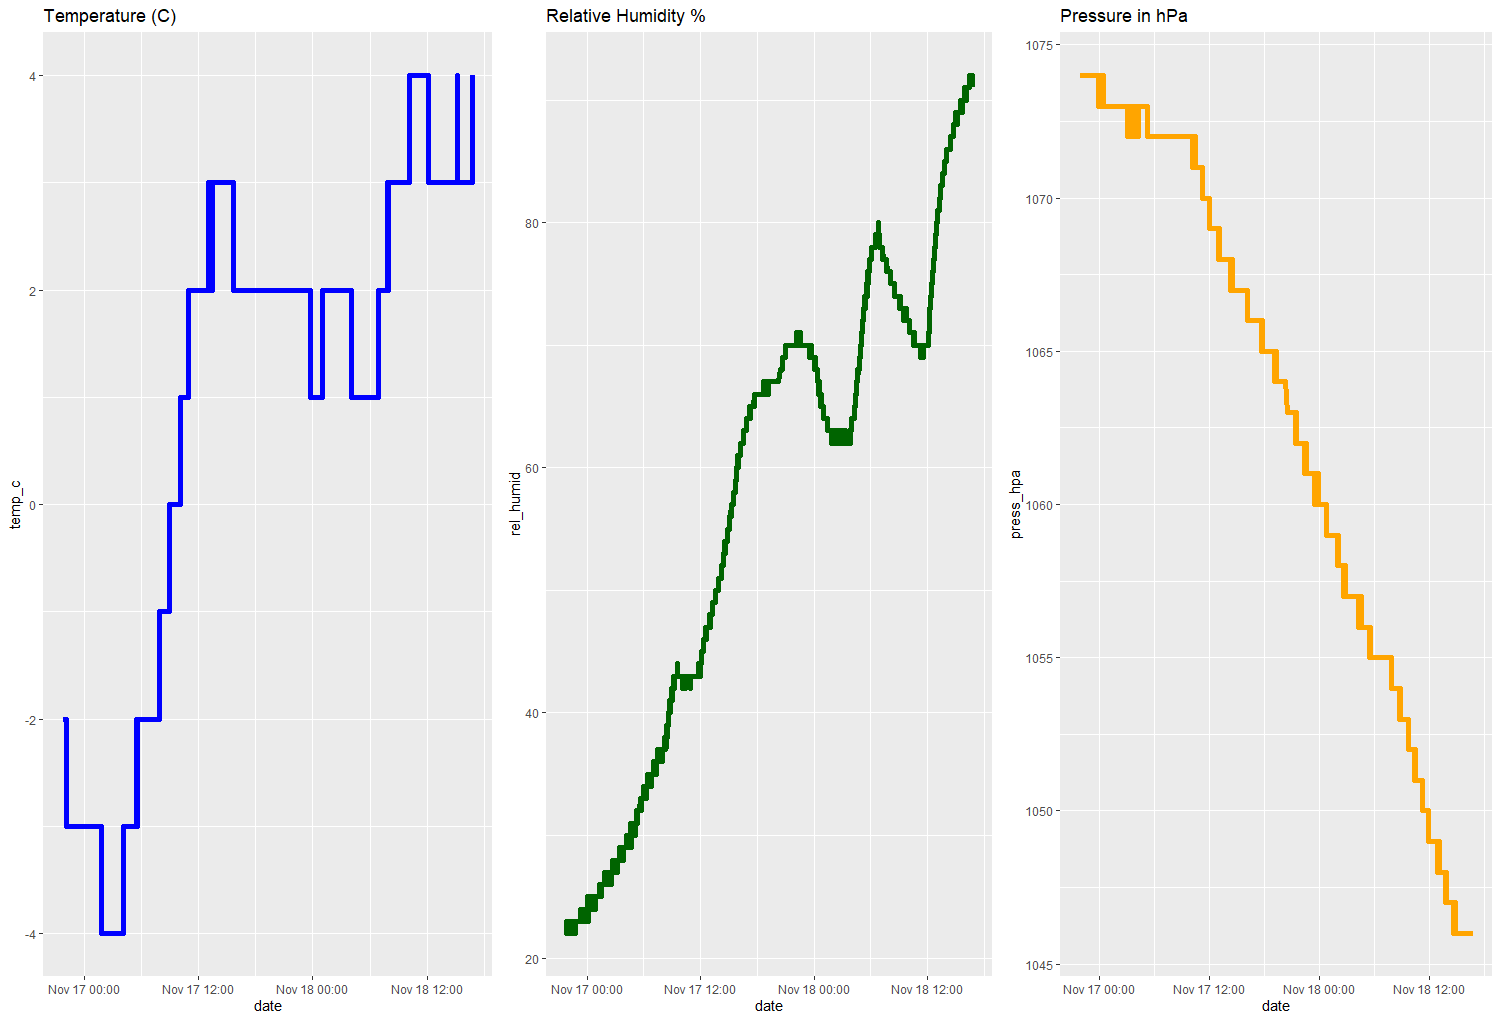 Temperature (C)
4
2
0
-2
-4
temp_c
Nov 17 00:00 Nov 17 12:00 Nov 18 00:00 Nov 18 12:00
date
Relative Humidity %
80
60
40
20
rel_humid
Nov 17 00:00 Nov 17 12:00 Nov 18 00:00 Nov 18 12:00
date
Pressure in hPa
1075
1070
1065
1060
1055
1050
1045
press_hpa
Nov 17 00:00 Nov 17 12:00 Nov 18 00:00 Nov 18 12:00
date